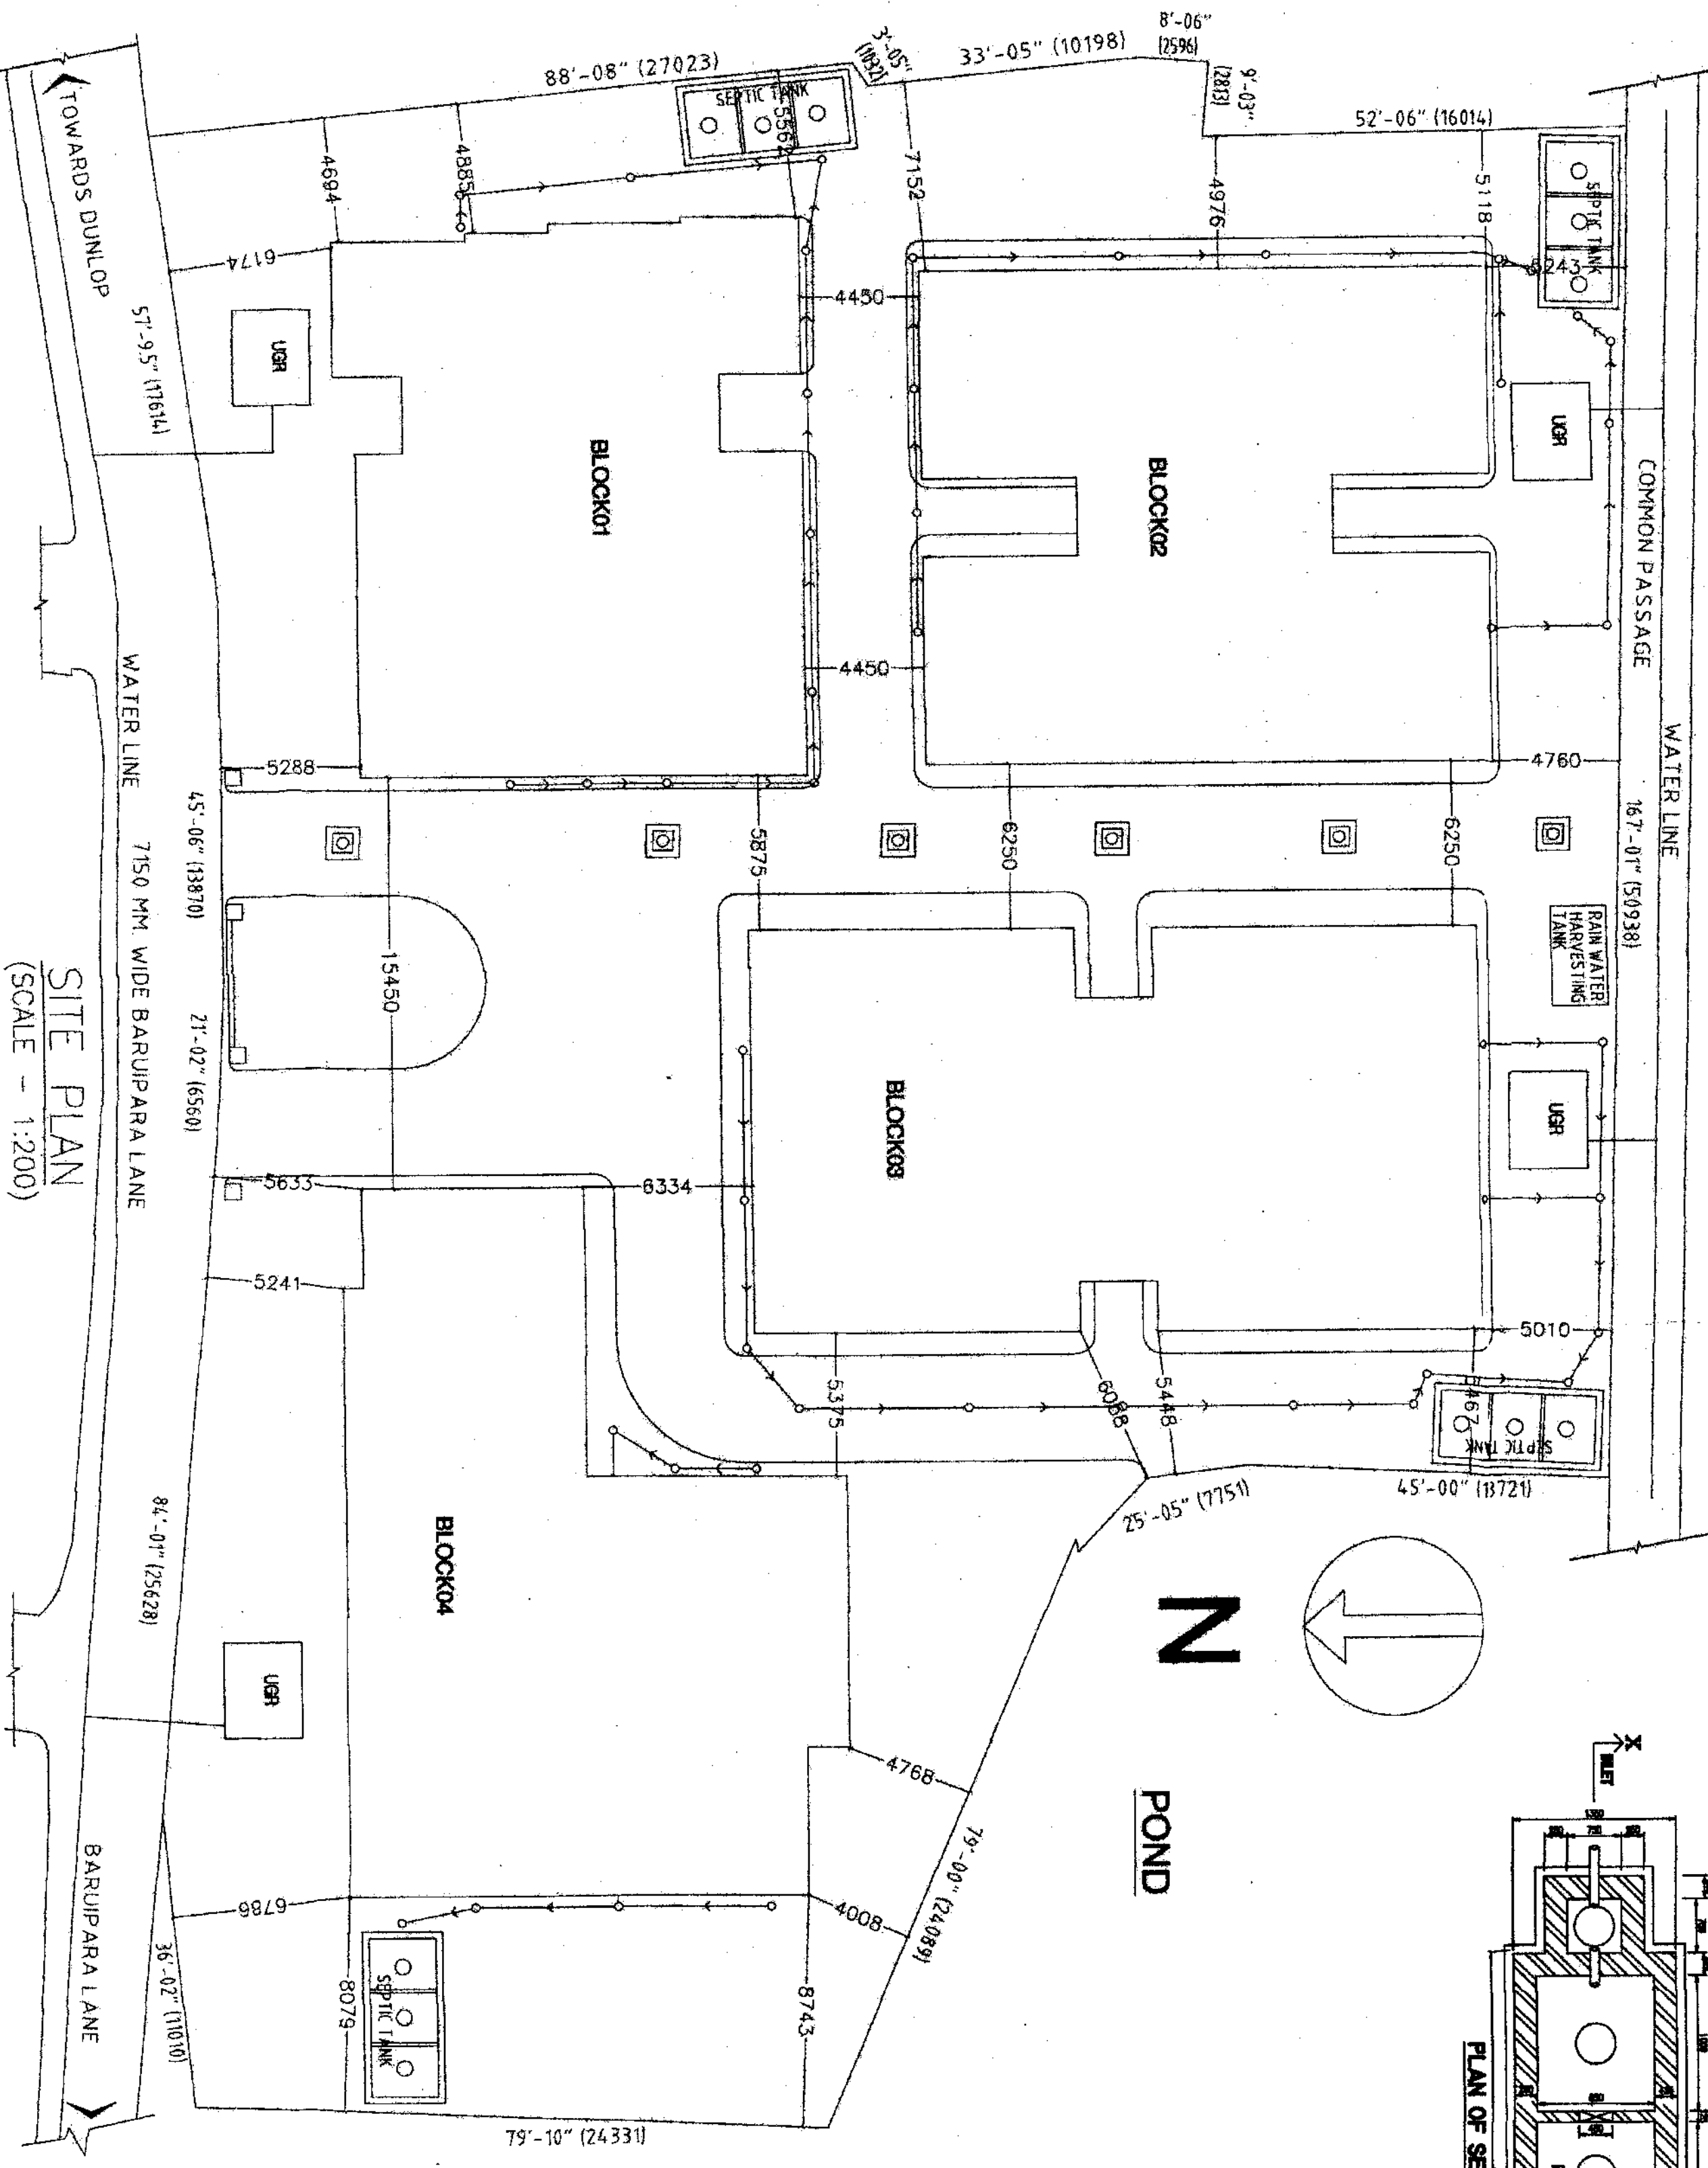 88'-08" (27023)
3'-05"
(1032)
33'-05" (10198)
8'-06"
(2596)
9'-03"
(2813)
52'-06" (16014)
TOWARDS DUNLOP
4694
4885
SEPTIC TANK
5562
7152
4976
5118
SEPTIC TANK
5243
6174
57'-9.5" (17614)
UGR
4450
UGR
COMMON PASSAGE
BLOCK01
BLOCK02
4450
WATER LINE
5288
5875
6250
6250
4760
WATER LINE
167'-01" (50938)
45'-06" (13870)
7150 MM. WIDE BARUIPARA LANE
21'-02" (6560)
15450
RAIN WATER
HARVESTING
TANK
SITE PLAN
(SCALE - 1:200)
BLOCK03
UGR
5633
6334
5241
5375
6068
5448
467
5010
SEPTIC TANK
25'-05" (7751)
45'-00" (13721)
84'-01" (25628)
BLOCK04
N
UGR
4768
POND
79'-00" (24089)
X
INLET
BARUIPARA LANE
6786
36'-02" (11010)
8079
SEPTIC TANK
4008
8743
79'-10" (24331)
PLAN OF SE